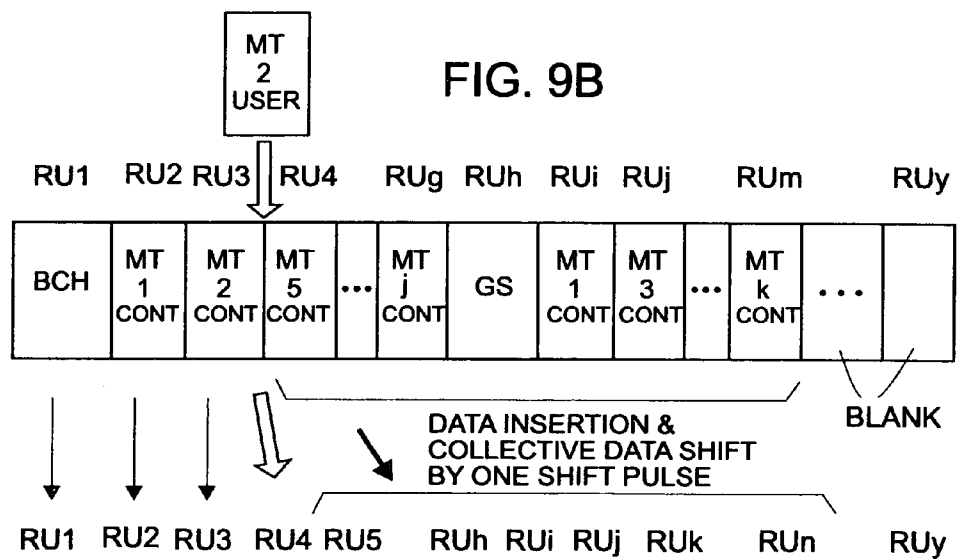 MT
2
USER
FIG. 9B
RU1 RU2 RU3 RU4 RUg RUh RUi RUj RUm RUy
BCH MT 1 CONT MT 2 CONT MT 5 CONT ... MT j CONT GS MT 1 CONT MT 3 CONT ... MT k CONT ...
BLANK
DATA INSERTION &
COLLECTIVE DATA SHIFT
BY ONE SHIFT PULSE
RU1 RU2 RU3 RU4 RU5 RUh RUi RUj RUk RUn RUy